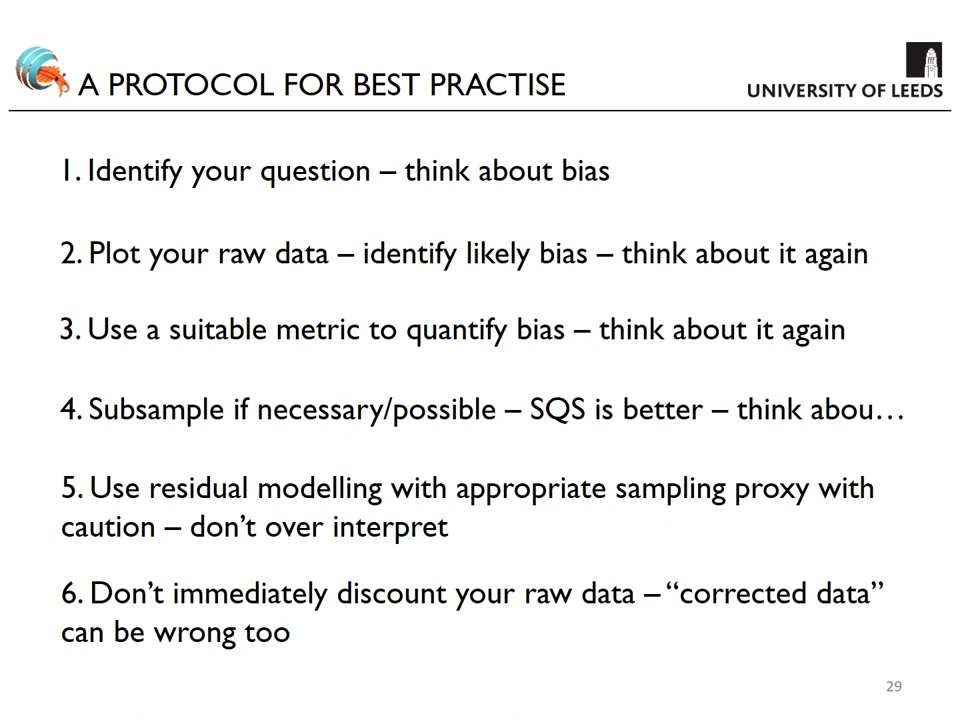 A PROTOCOL FOR BEST PRACTISE
UNIVERSITY OF LEEDS
1. Identify your question – think about bias
2. Plot your raw data – identify likely bias – think about it again
3. Use a suitable metric to quantify bias – think about it again
4. Subsample if necessary/possible – SQS is better – think abou…
5. Use residual modelling with appropriate sampling proxy with
caution – don’t over interpret
6. Don’t immediately discount your raw data – “corrected data”
can be wrong too
29